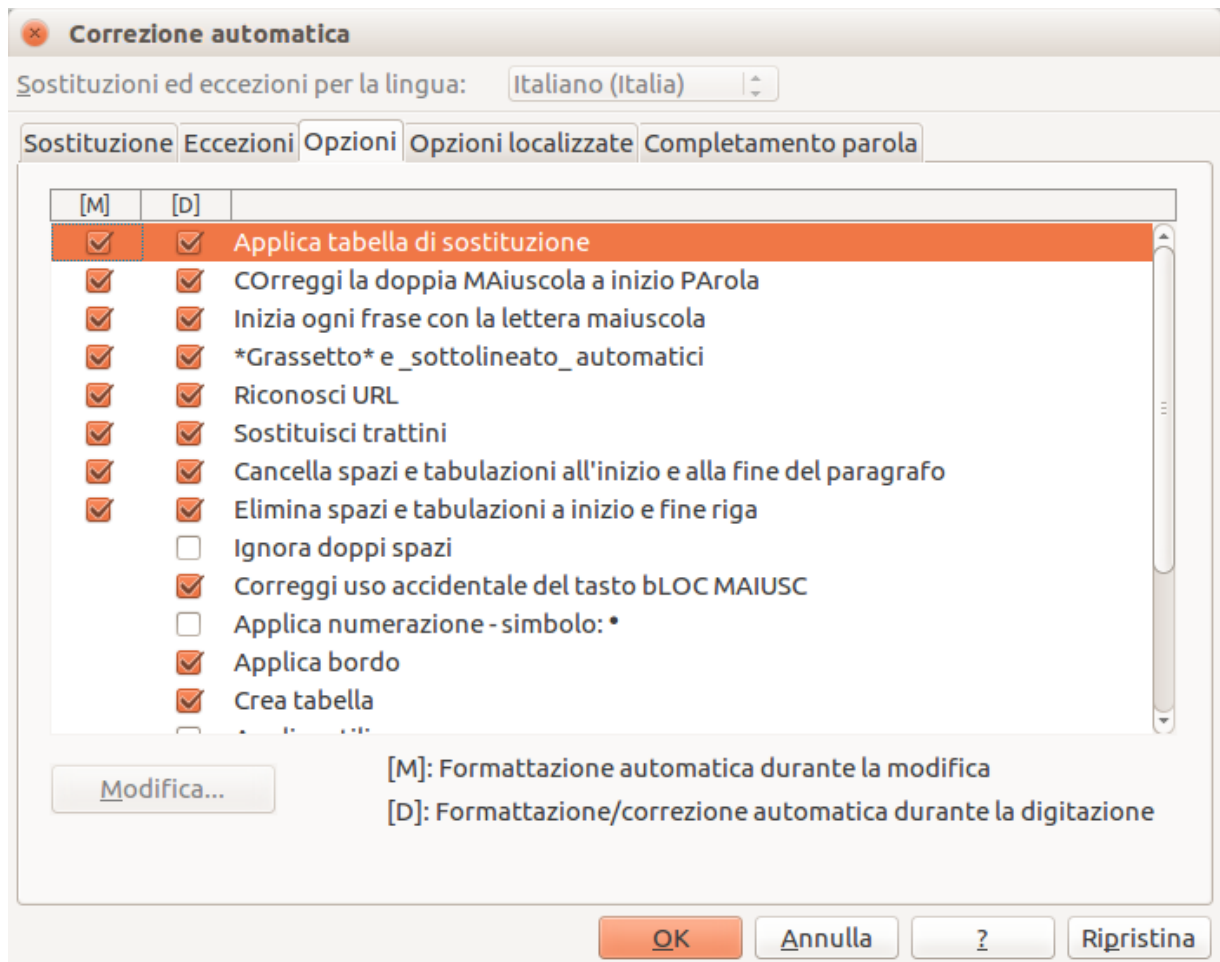 Correzione automatica
Sostituzioni ed eccezioni per la lingua: Italiano (Italia)
Sostituzione Eccezioni Opzioni Opzioni localizzate Completamento parola
[M] [D]
Applica tabella di sostituzione
COrreggi la doppia MAiuscola a inizio PArola
Inizia ogni frase con la lettera maiuscola
*Grassetto* e _sottolineato_ automatici
Riconosci URL
Sostituisci trattini
Cancella spazi e tabulazioni all'inizio e alla fine del paragrafo
Elimina spazi e tabulazioni a inizio e fine riga
Ignora doppi spazi
Correggi uso accidentale del tasto bLOC MAIUSC
Applica numerazione - simbolo: •
Applica bordo
Crea tabella
[M]: Formattazione automatica durante la modifica
Modifica...
[D]: Formattazione/correzione automatica durante la digitazione
OK Annulla ? Ripristina